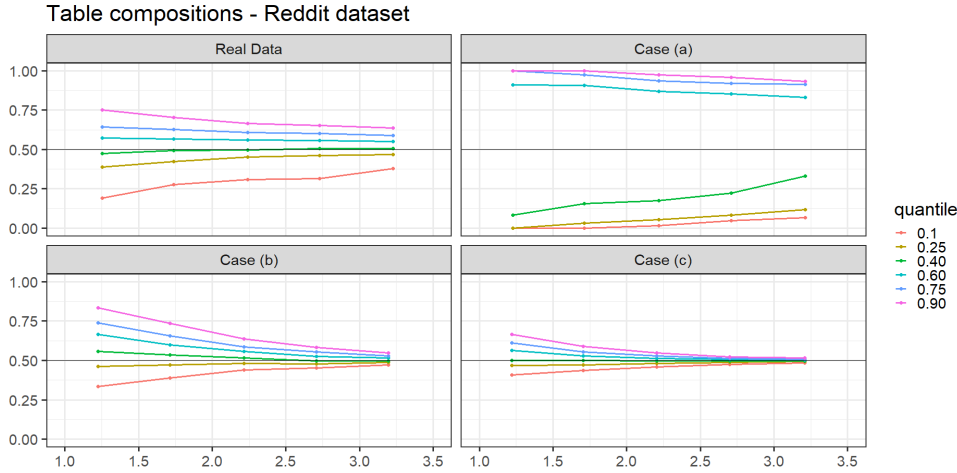 Table compositions - Reddit dataset
Real Data
Case (a)
1.00
0.75
0.50
0.25
0.00
Case (b)
Case (c)
1.00
0.75
0.50
0.25
0.00
1.0 1.5 2.0 2.5 3.0 3.5
1.0 1.5 2.0 2.5 3.0 3.5
quantile
0.1
0.25
0.40
0.60
0.75
0.90